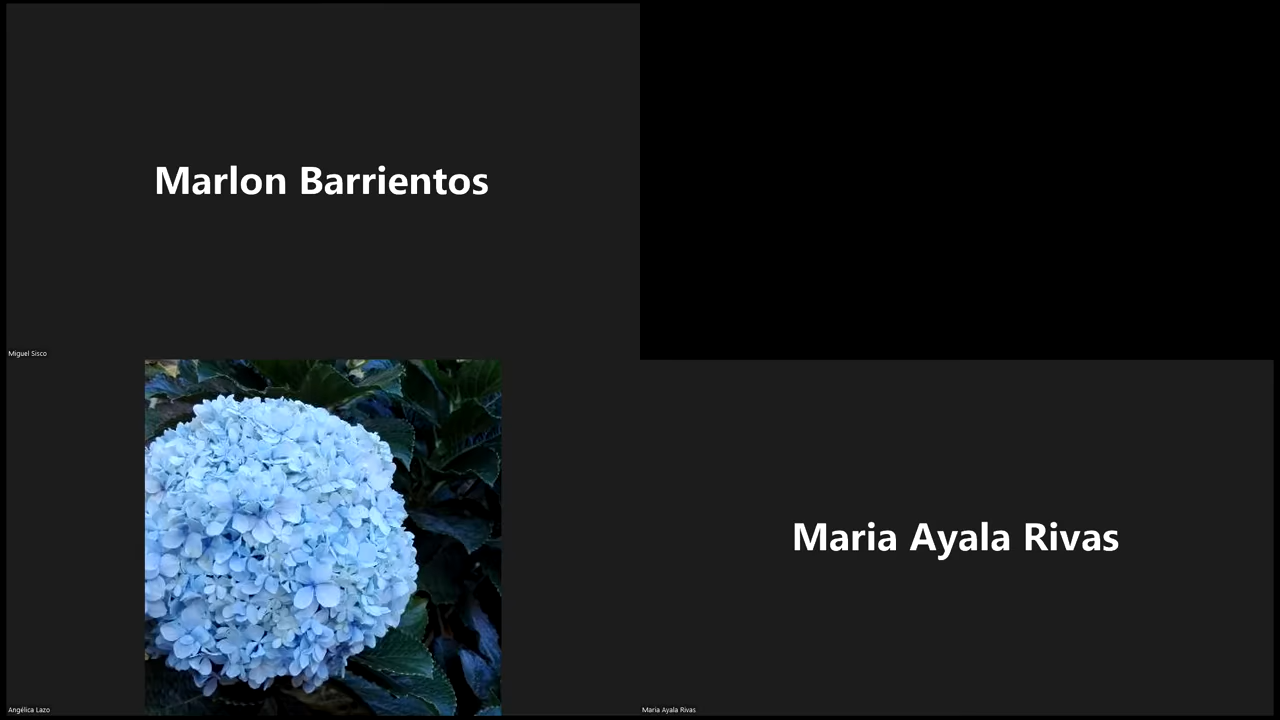 Marlon Barrientos
Miguel Sisco
Maria Ayala Rivas
Angélica Lazo
Maria Ayala Rivas